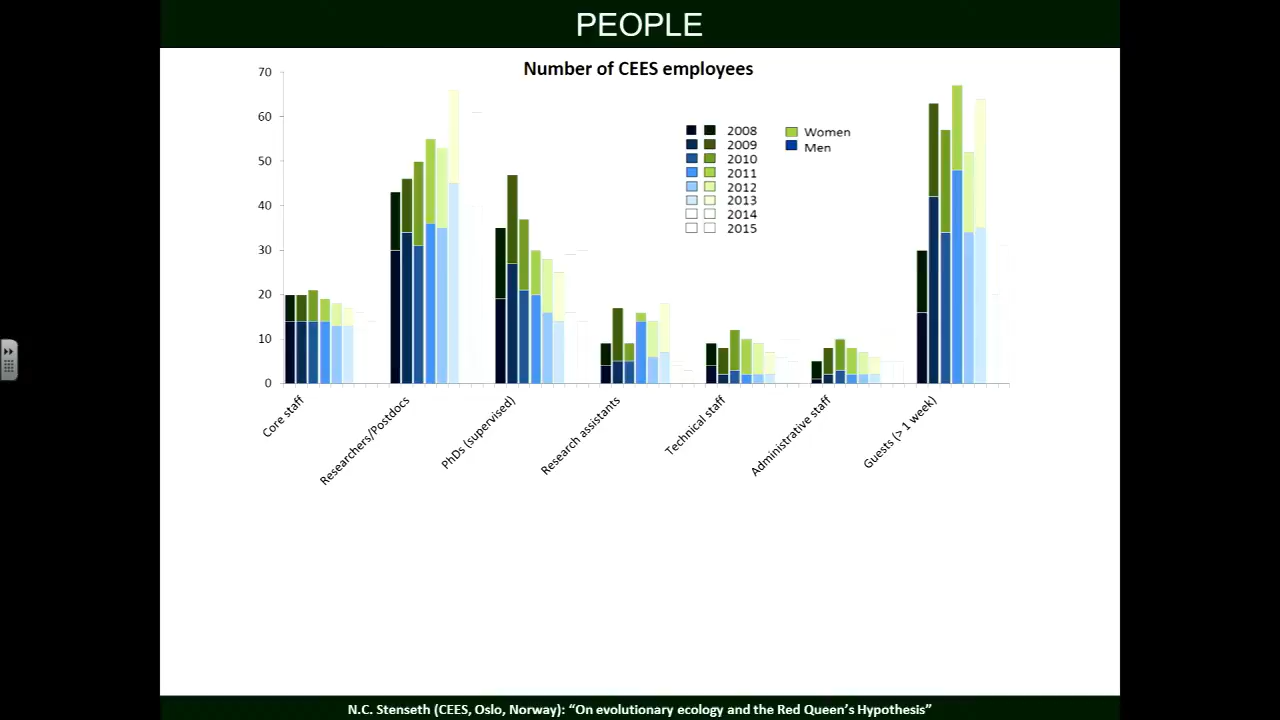 PEOPLE
Number of CEES employees
70
60
50
40
30
20
10
0
2008
2009
2010
2011
2012
2013
2014
2015
Women
Men
Core staff
Researchers/Postdocs
PhDs (supervised)
Research assistants
Technical staff
Administrative staff
Guests (> 1 week)
N.C. Stenseth (CEES, Oslo, Norway): “On evolutionary ecology and the Red Queen’s Hypothesis”